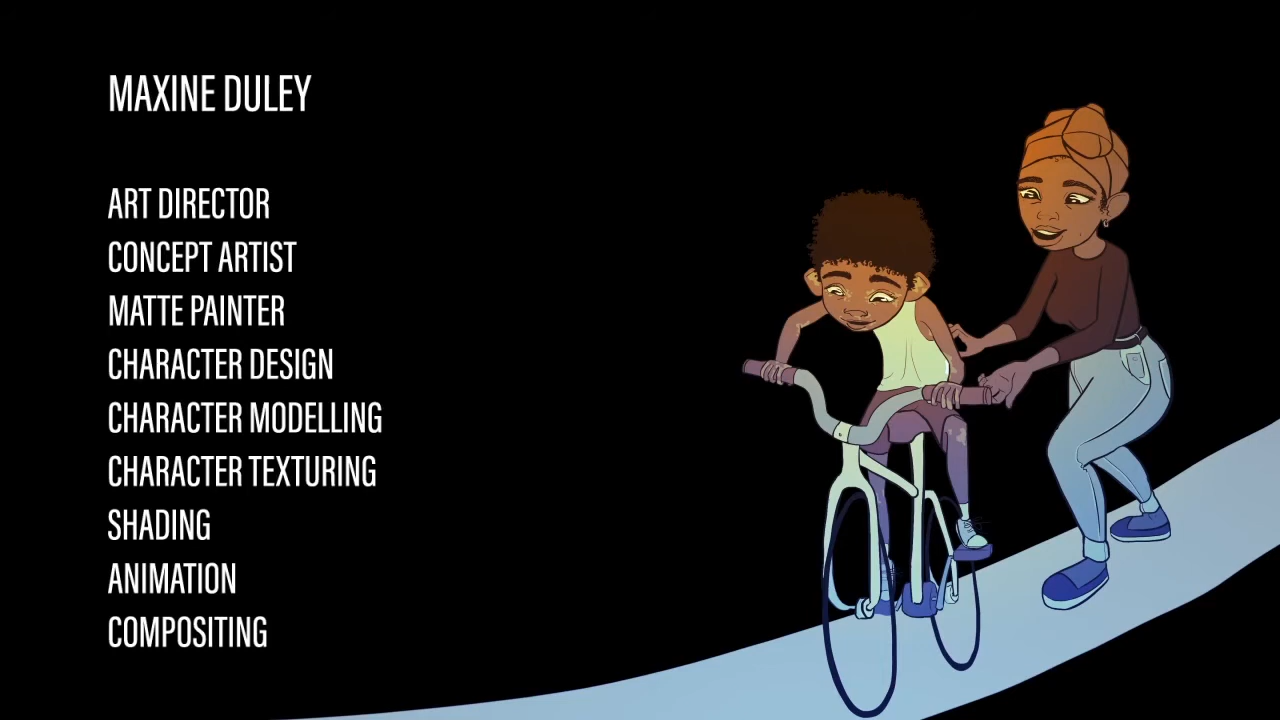 MAXINE DULEY
ART DIRECTOR
CONCEPT ARTIST
MATTE PAINTER
CHARACTER DESIGN
CHARACTER MODELLING
CHARACTER TEXTURING
SHADING
ANIMATION
COMPOSITING